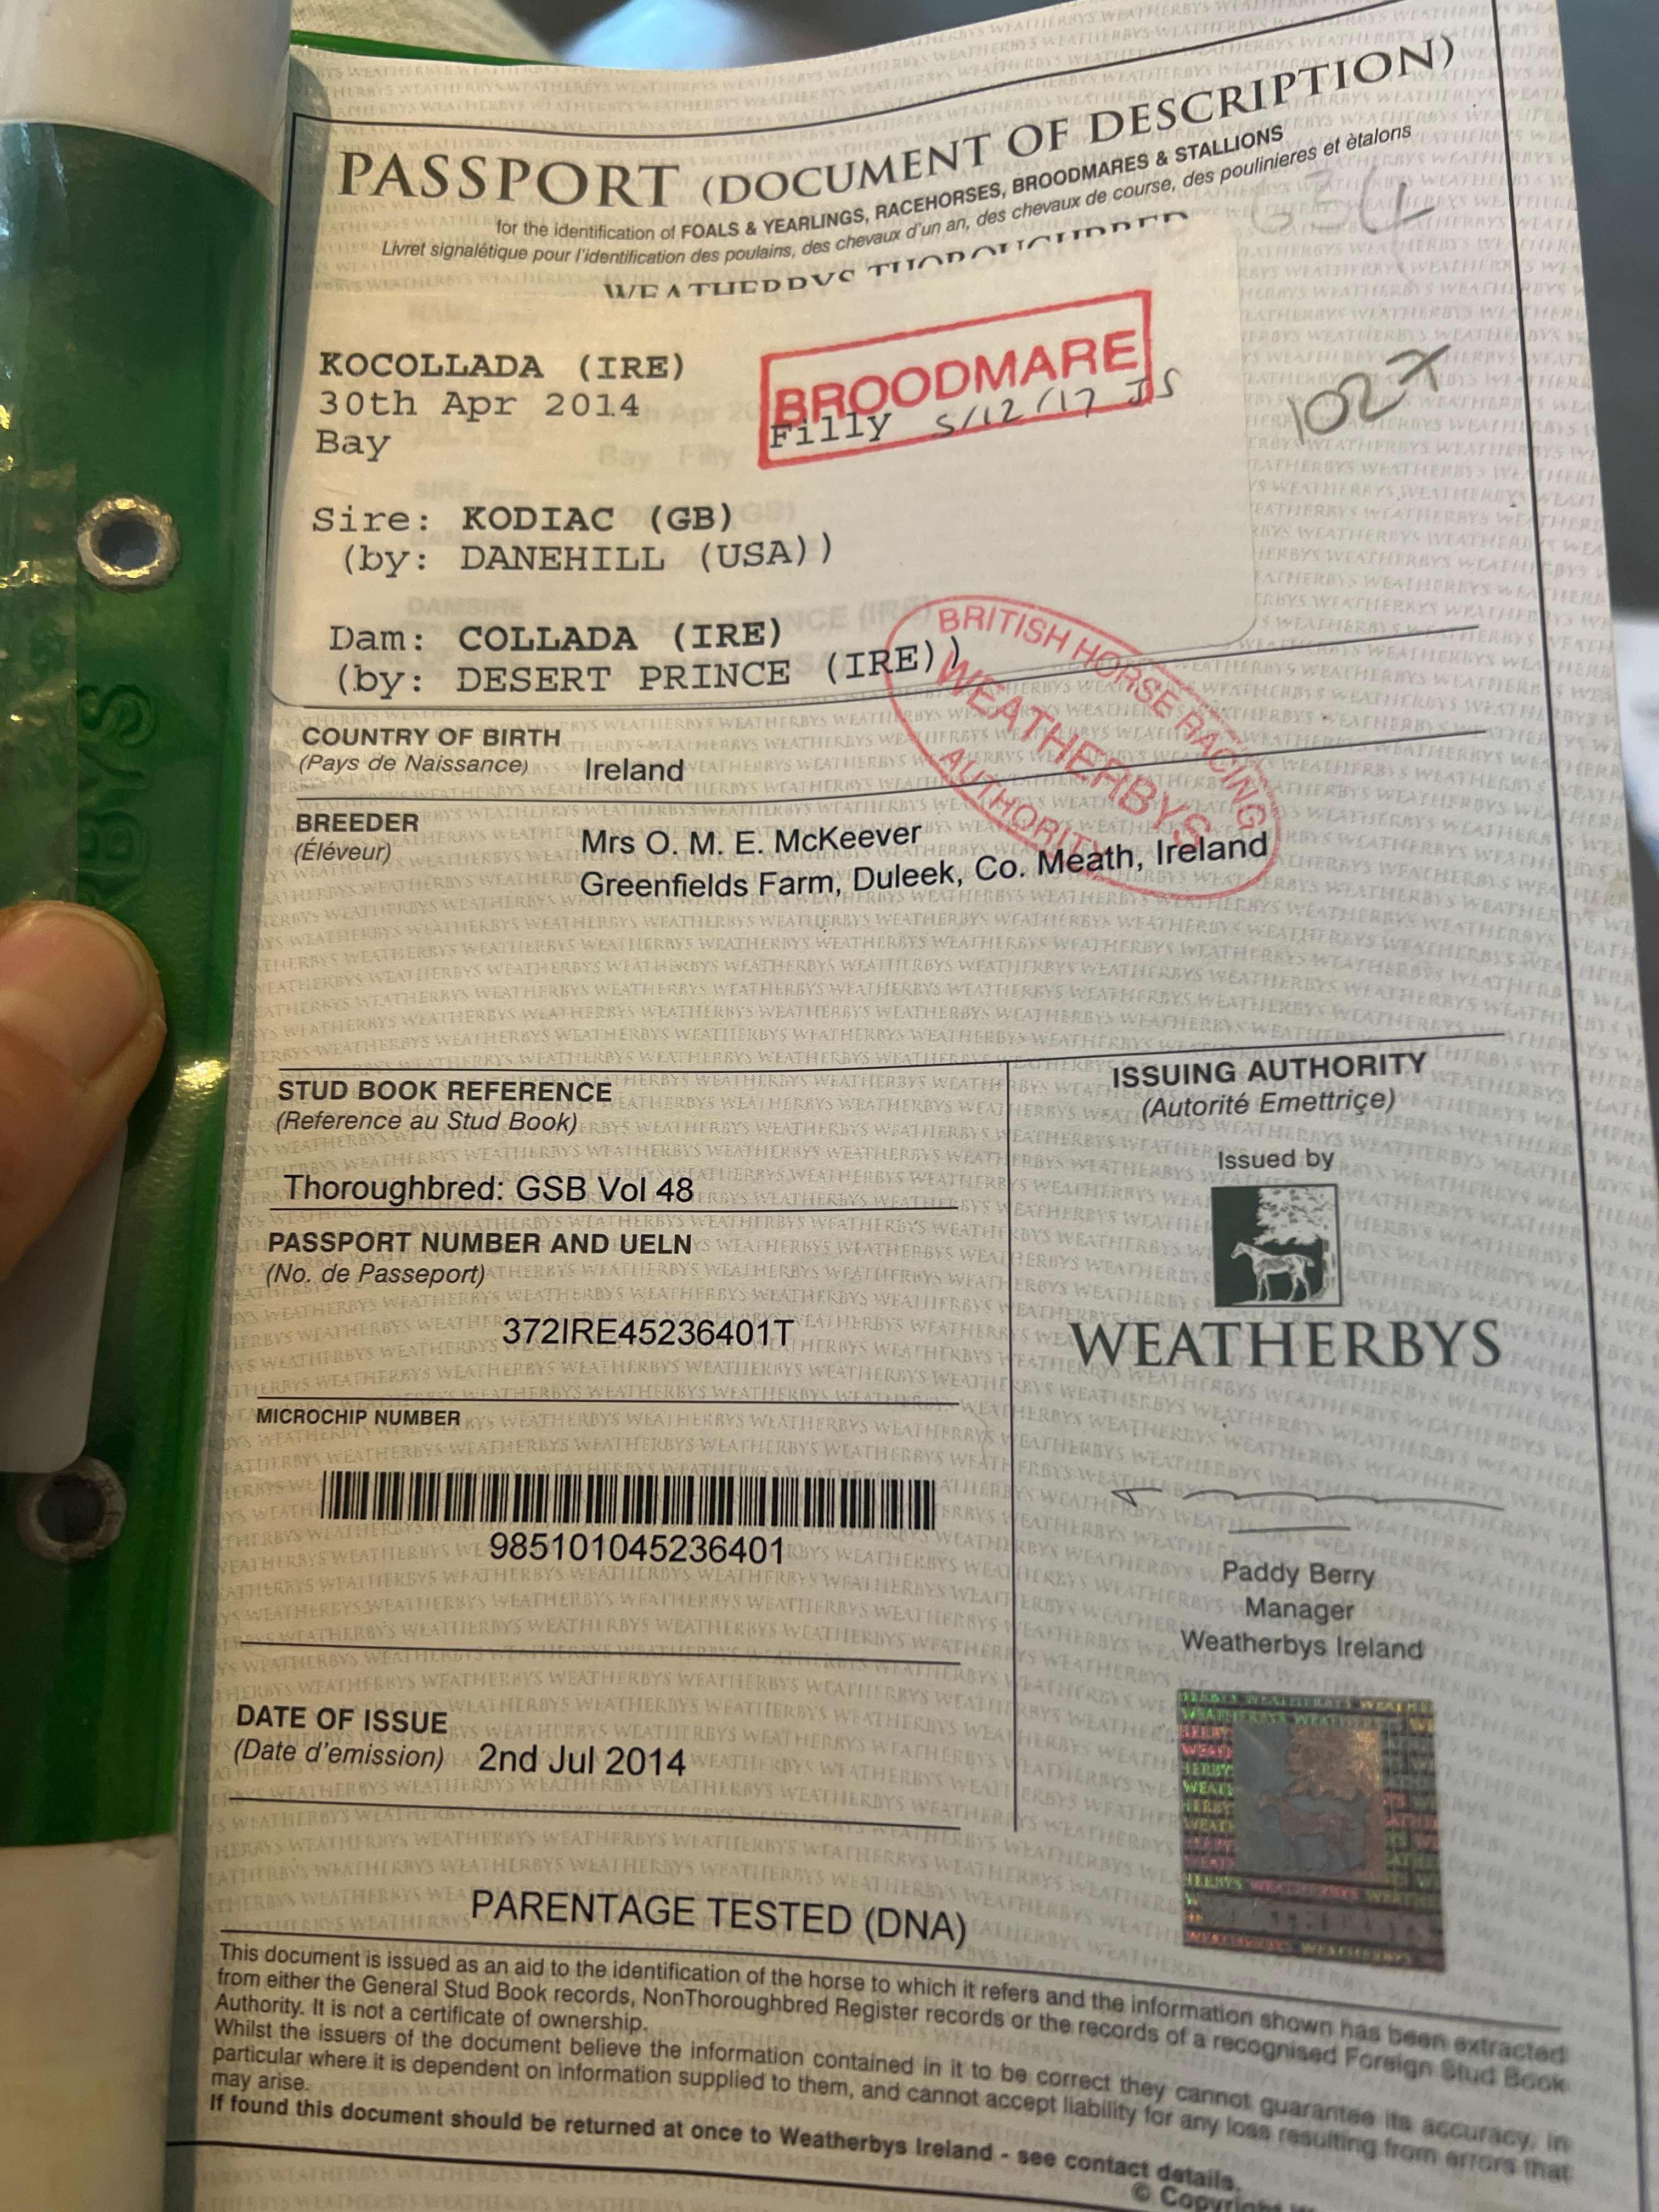 PASSPORT (DOCUMENT OF DESCRIPTION)
for the identification of FOALS & YEARLINGS, RACEHORSES, BROODMARES & STALLIONS
Livret signalétique pour l'identification des poulains, des chevaux d'un an, des chevaux de course, des poulinieres et ètalons
WEATHERBYS THOROUGHBRED
KOCOLLADA (IRE)
30th Apr 2014
Bay
BROODMARE
Filly 5/12/17 JS
1027
Sire: KODIAC (GB)
(by: DANEHILL (USA))
Dam: COLLADA (IRE)
(by: DESERT PRINCE (IRE))
BRITISH HORSE RACING
WEATHERBYS
AUTHORITY
COUNTRY OF BIRTH
(Pays de Naissance) Ireland
BREEDER
(Éléveur)
Mrs O. M. E. McKeever
Greenfields Farm, Duleek, Co. Meath, Ireland
STUD BOOK REFERENCE
(Reference au Stud Book)
Thoroughbred: GSB Vol 48
PASSPORT NUMBER AND UELN
(No. de Passeport)
372IRE45236401T
MICROCHIP NUMBER
985101045236401
DATE OF ISSUE
(Date d'emission) 2nd Jul 2014
ISSUING AUTHORITY
(Autorité Emettriçe)
Issued by
WEATHERBYS
Paddy Berry
Manager
Weatherbys Ireland
PARENTAGE TESTED (DNA)
This document is issued as an aid to the identification of the horse to which it refers and the information shown has been extracted
from either the General Stud Book records, NonThoroughbred Register records or the records of a recognised Foreign Stud Book
Authority. It is not a certificate of ownership.
Whilst the issuers of the document believe the information contained in it to be correct they cannot guarantee its accuracy, in
particular where it is dependent on information supplied to them, and cannot accept liability for any loss resulting from errors that
may arise.
If found this document should be returned at once to Weatherbys Ireland - see contact details.